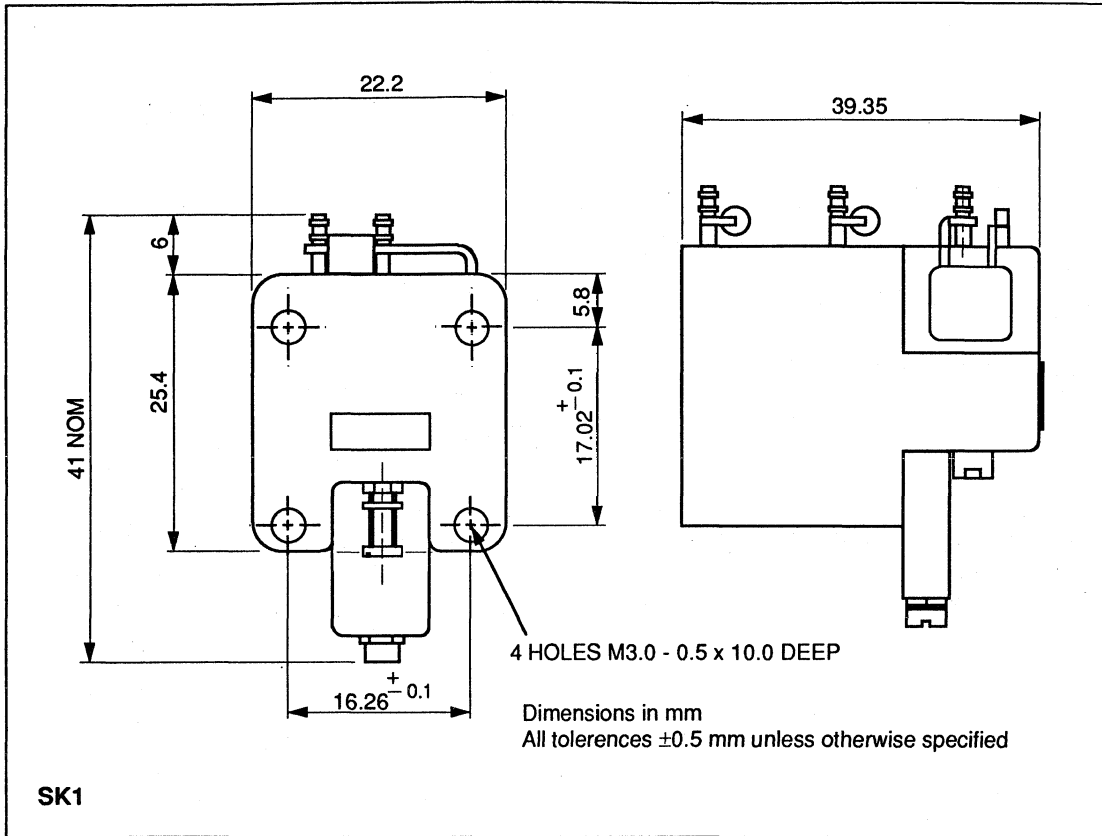 22.2
39.35
6
5.8
25.4
41 NOM
17.02 ± 0.1
4 HOLES M3.0 - 0.5 x 10.0 DEEP
16.26 ± 0.1
Dimensions in mm
All tolerences ±0.5 mm unless otherwise specified
SK1